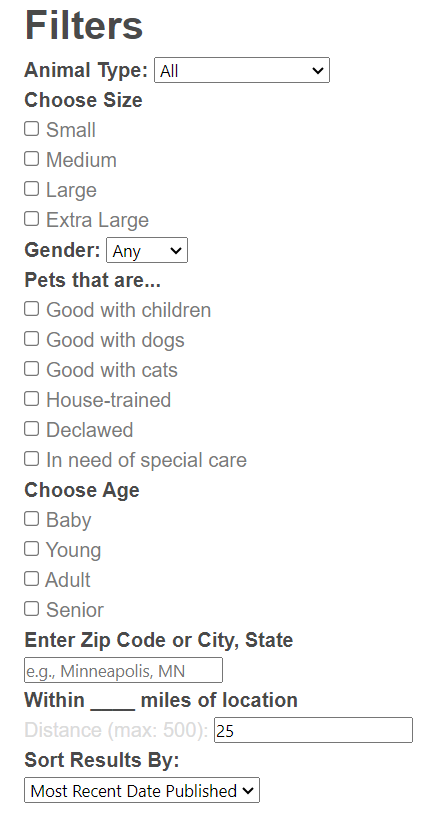 Filters
Animal Type: All
Choose Size
Small
Medium
Large
Extra Large
Gender: Any
Pets that are...
Good with children
Good with dogs
Good with cats
House-trained
Declawed
In need of special care
Choose Age
Baby
Young
Adult
Senior
Enter Zip Code or City, State
e.g., Minneapolis, MN
Within ____ miles of location
Distance (max: 500): 25
Sort Results By:
Most Recent Date Published